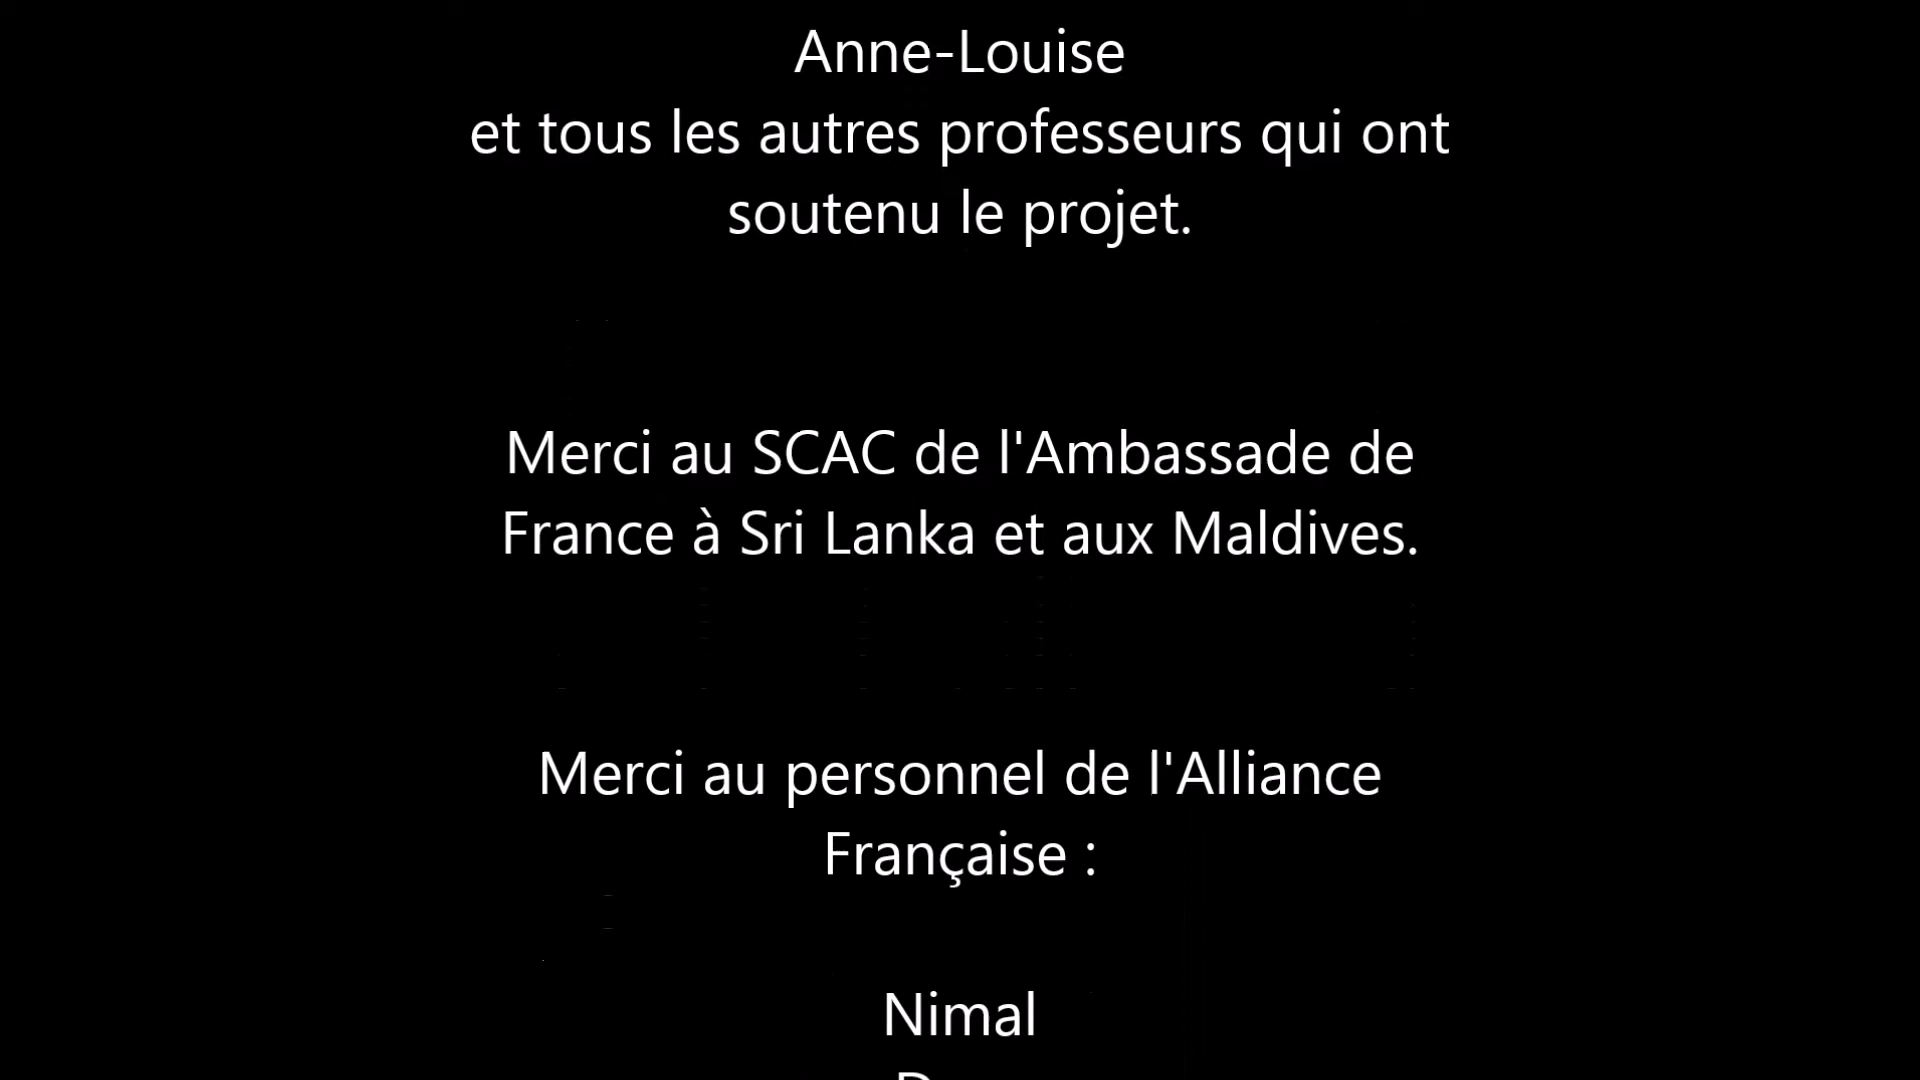 Anne-Louise
et tous les autres professeurs qui ont
soutenu le projet.
Merci au SCAC de l'Ambassade de
France à Sri Lanka et aux Maldives.
Merci au personnel de l'Alliance
Française :
Nimal